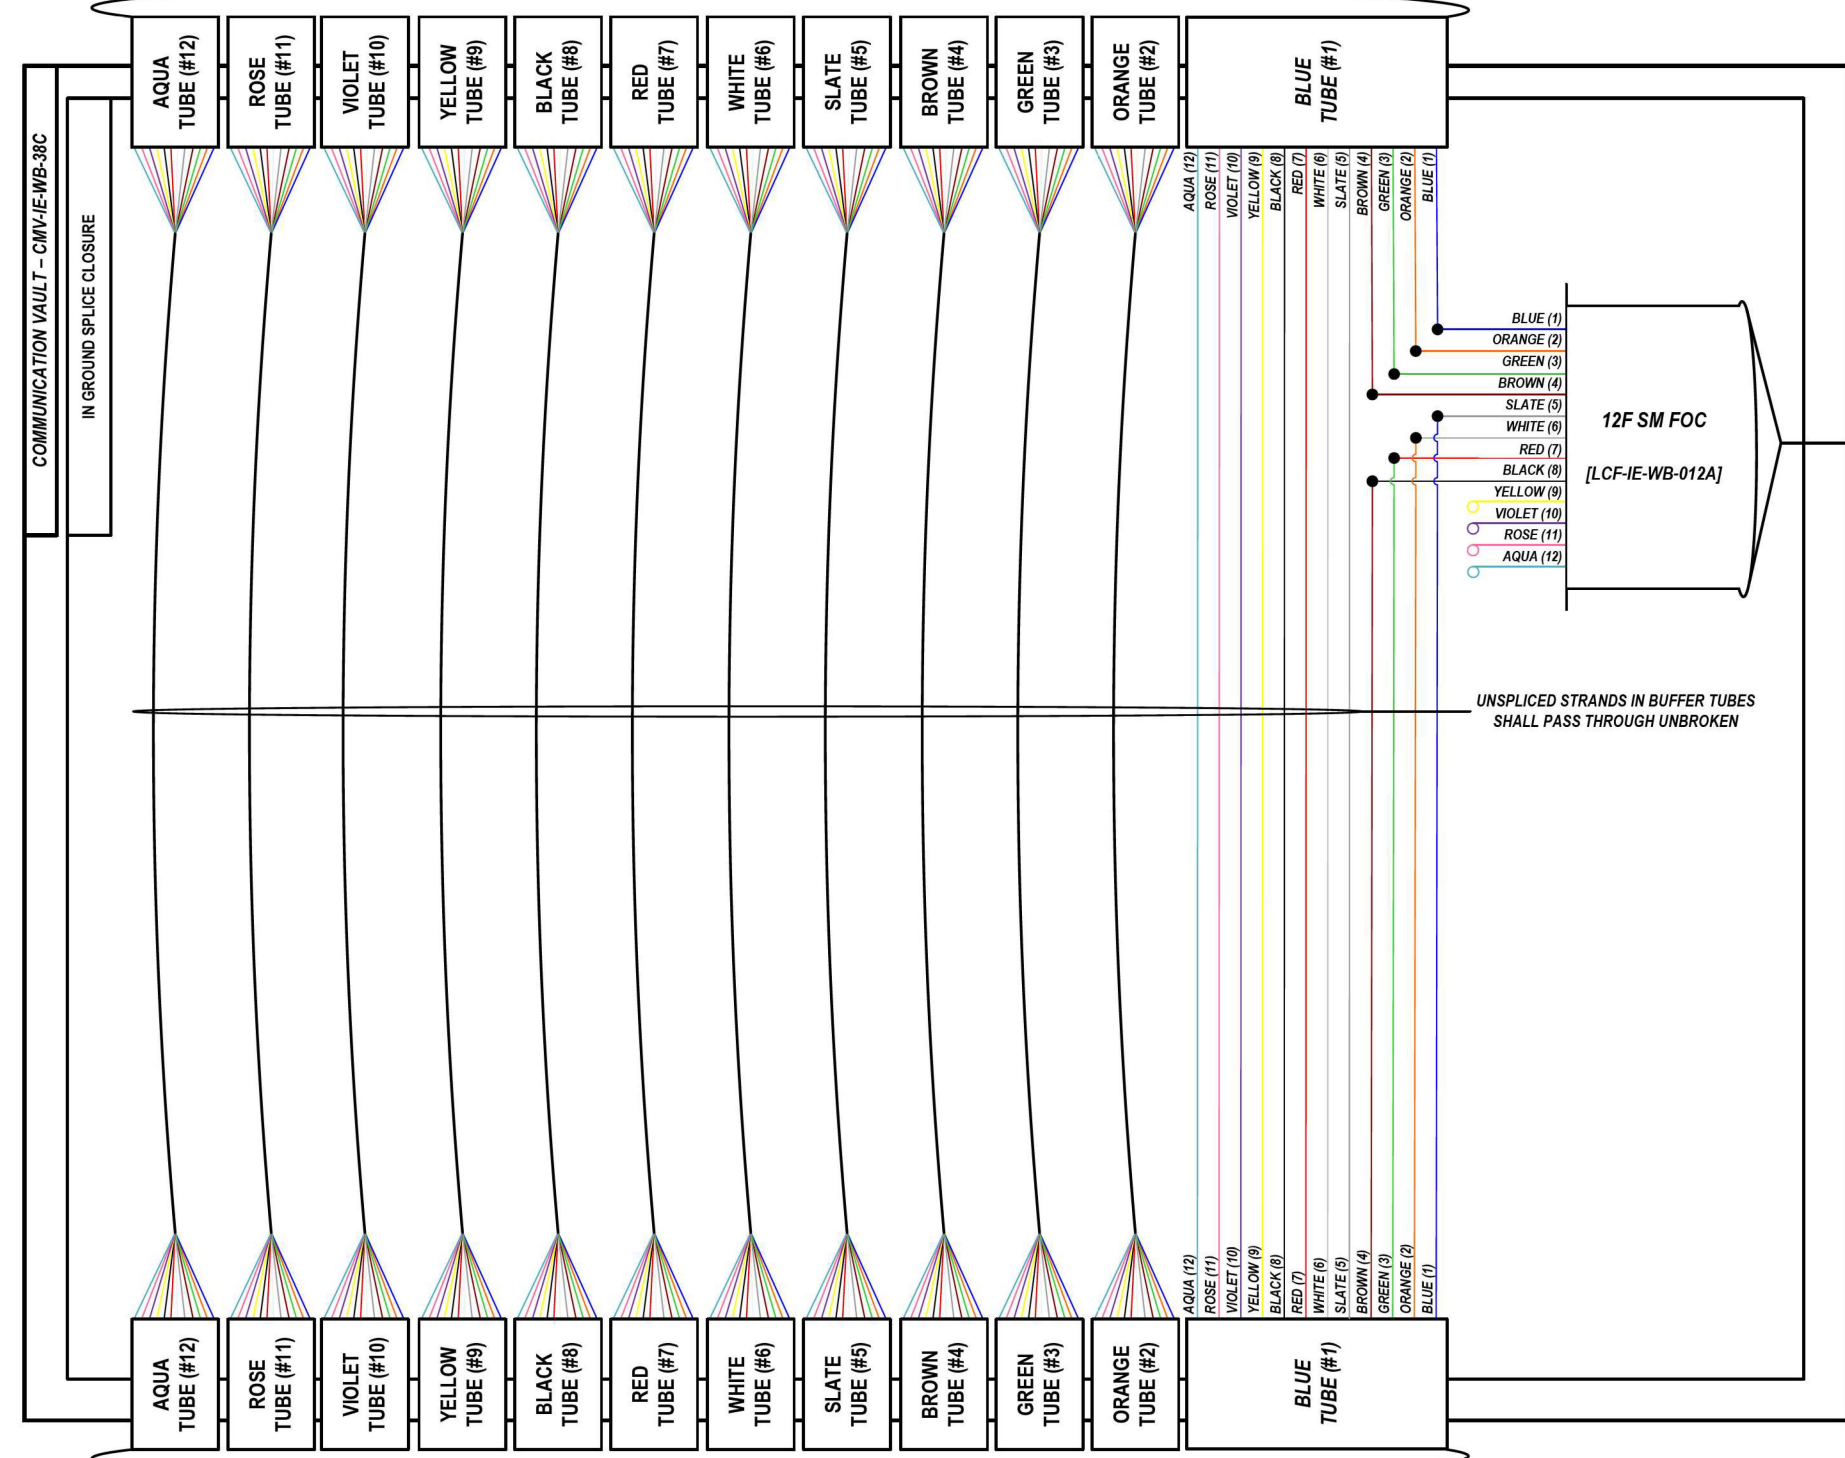 COMMUNICATION VAULT – CMV-IE-WB-38C
IN GROUND SPLICE CLOSURE
AQUA
TUBE (#12)
ROSE
TUBE (#11)
VIOLET
TUBE (#10)
YELLOW
TUBE (#9)
BLACK
TUBE (#8)
RED
TUBE (#7)
WHITE
TUBE (#6)
SLATE
TUBE (#5)
BROWN
TUBE (#4)
GREEN
TUBE (#3)
ORANGE
TUBE (#2)
BLUE
TUBE (#1)
AQUA (12)
ROSE (11)
VIOLET (10)
YELLOW (9)
BLACK (8)
RED (7)
WHITE (6)
SLATE (5)
BROWN (4)
GREEN (3)
ORANGE (2)
BLUE (1)
BLUE (1)
ORANGE (2)
GREEN (3)
BROWN (4)
SLATE (5)
WHITE (6)
RED (7)
BLACK (8)
YELLOW (9)
VIOLET (10)
ROSE (11)
AQUA (12)
12F SM FOC
[LCF-IE-WB-012A]
UNSPLICED STRANDS IN BUFFER TUBES
SHALL PASS THROUGH UNBROKEN
AQUA (12)
ROSE (11)
VIOLET (10)
YELLOW (9)
BLACK (8)
RED (7)
WHITE (6)
SLATE (5)
BROWN (4)
GREEN (3)
ORANGE (2)
BLUE (1)
AQUA
TUBE (#12)
ROSE
TUBE (#11)
VIOLET
TUBE (#10)
YELLOW
TUBE (#9)
BLACK
TUBE (#8)
RED
TUBE (#7)
WHITE
TUBE (#6)
SLATE
TUBE (#5)
BROWN
TUBE (#4)
GREEN
TUBE (#3)
ORANGE
TUBE (#2)
BLUE
TUBE (#1)